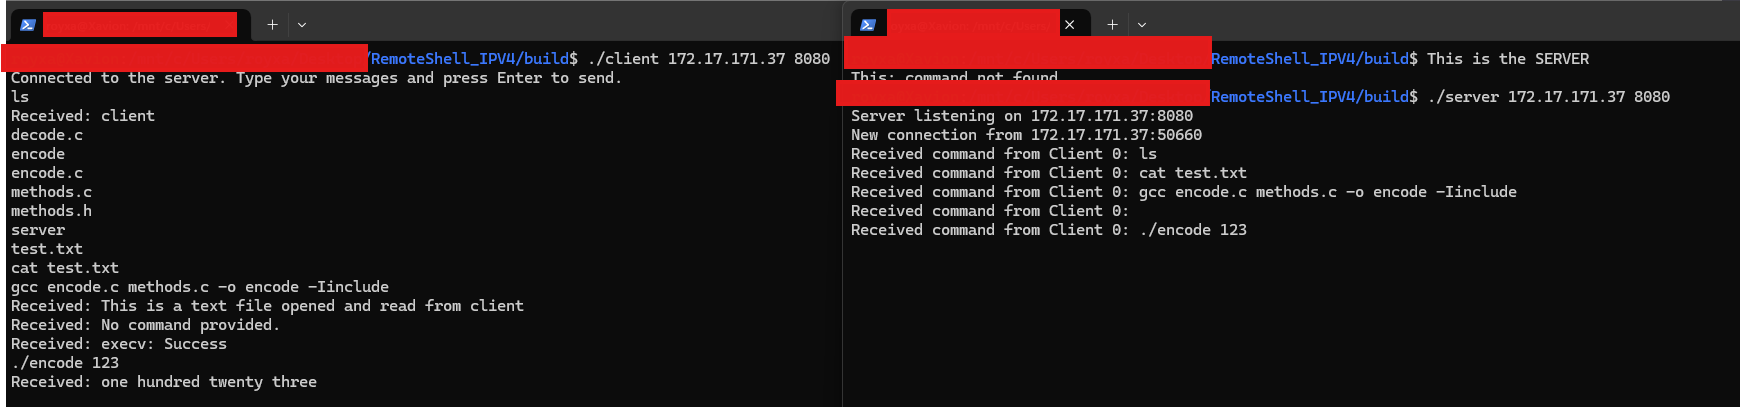 /RemoteShell_IPV4/build$ ./client 172.17.171.37 8080
Connected to the server. Type your messages and press Enter to send.
ls
Received: client
decode.c
encode
encode.c
methods.c
methods.h
server
test.txt
cat test.txt
gcc encode.c methods.c -o encode -Iinclude
Received: This is a text file opened and read from client
Received: No command provided.
Received: execv: Success
./encode 123
Received: one hundred twenty three
/RemoteShell_IPV4/build$ This is the SERVER
This: command not found
/RemoteShell_IPV4/build$ ./server 172.17.171.37 8080
Server listening on 172.17.171.37:8080
New connection from 172.17.171.37:50660
Received command from Client 0: ls
Received command from Client 0: cat test.txt
Received command from Client 0: gcc encode.c methods.c -o encode -Iinclude
Received command from Client 0:
Received command from Client 0: ./encode 123